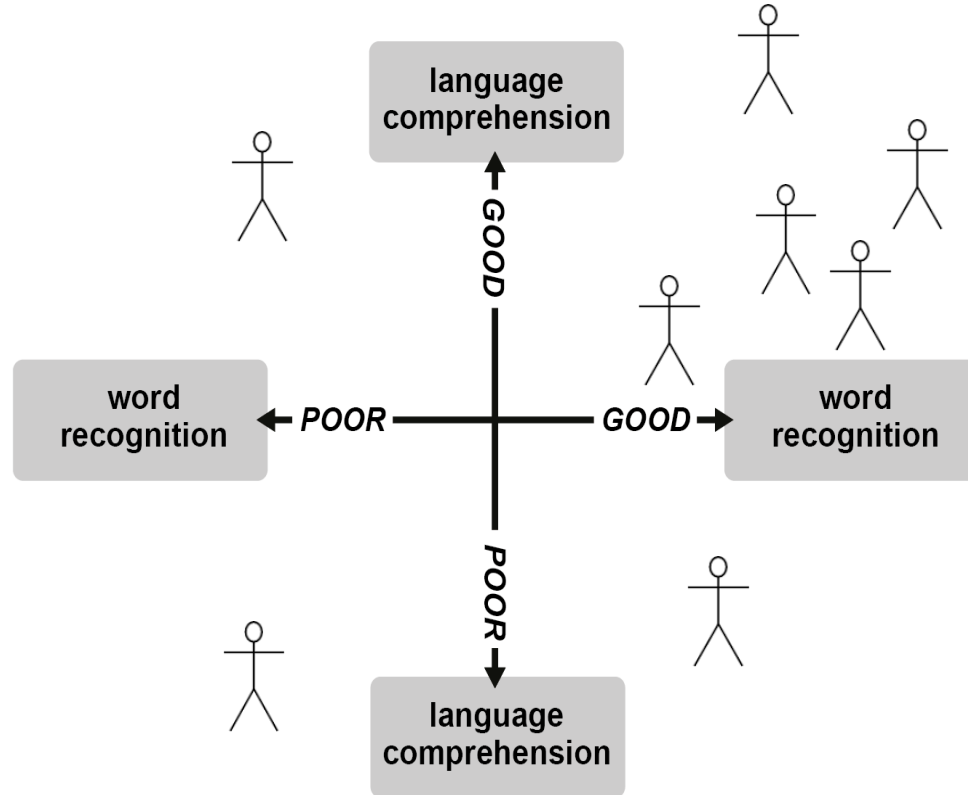 language
comprehension
GOOD
word
recognition
POOR
GOOD
word
recognition
POOR
language
comprehension